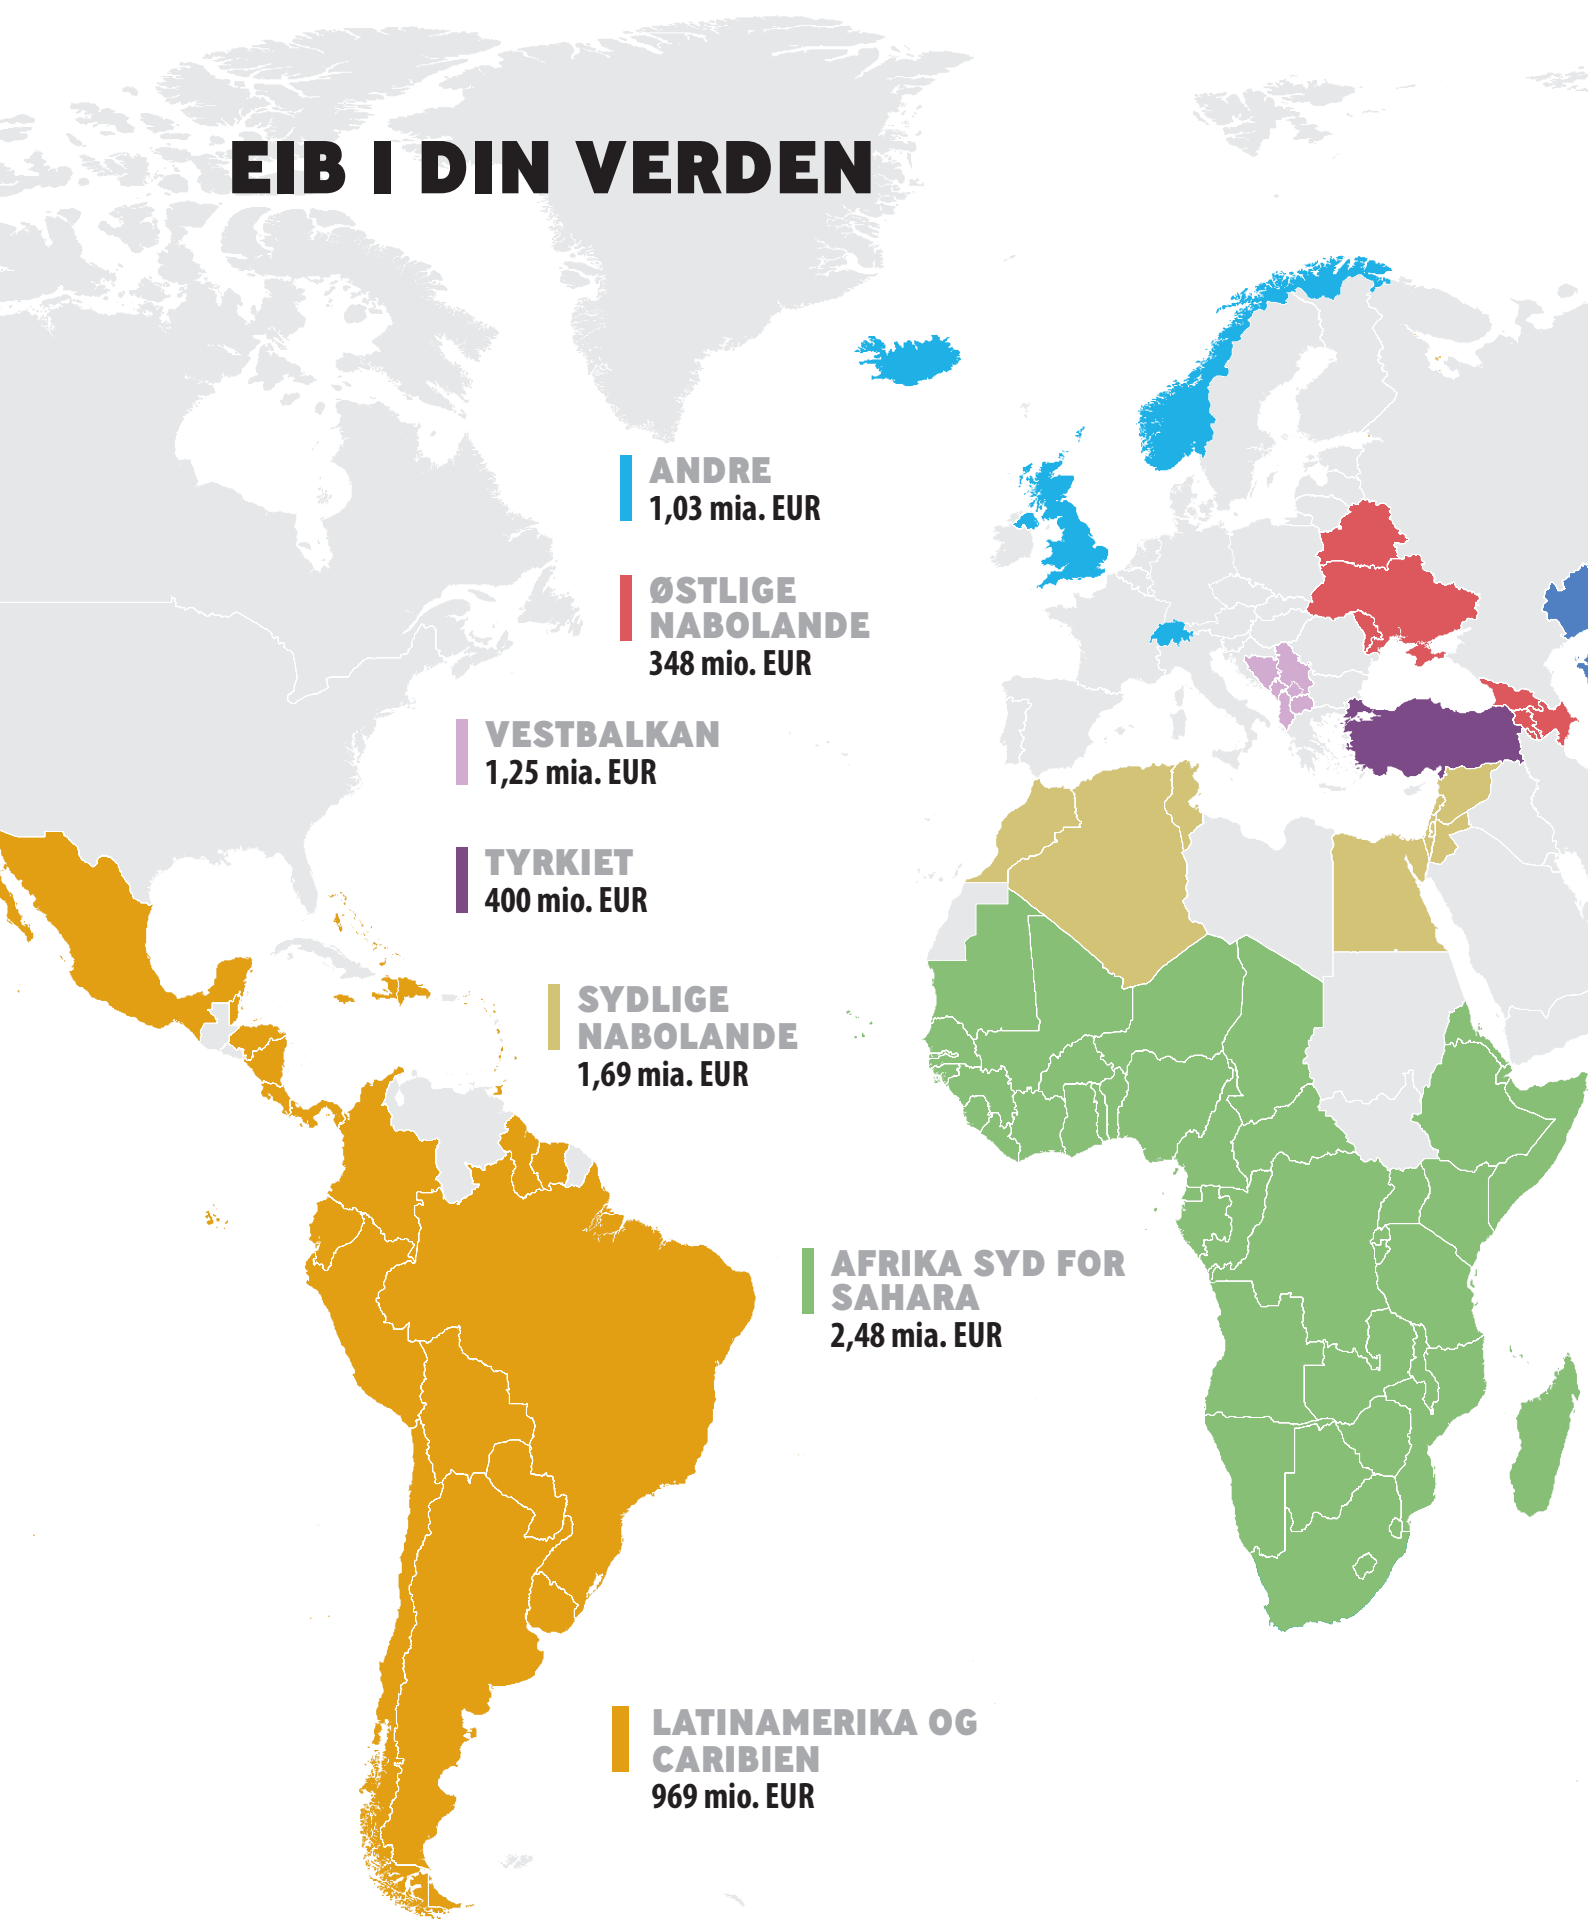 EIB I DIN VERDEN
ANDRE
1,03 mia. EUR
ØSTLIGE
NABOLANDE
348 mio. EUR
VESTBALKAN
1,25 mia. EUR
TYRKIET
400 mio. EUR
SYDLIGE
NABOLANDE
1,69 mia. EUR
AFRIKA SYD FOR
SAHARA
2,48 mia. EUR
LATINAMERIKA OG
CARIBIEN
969 mio. EUR